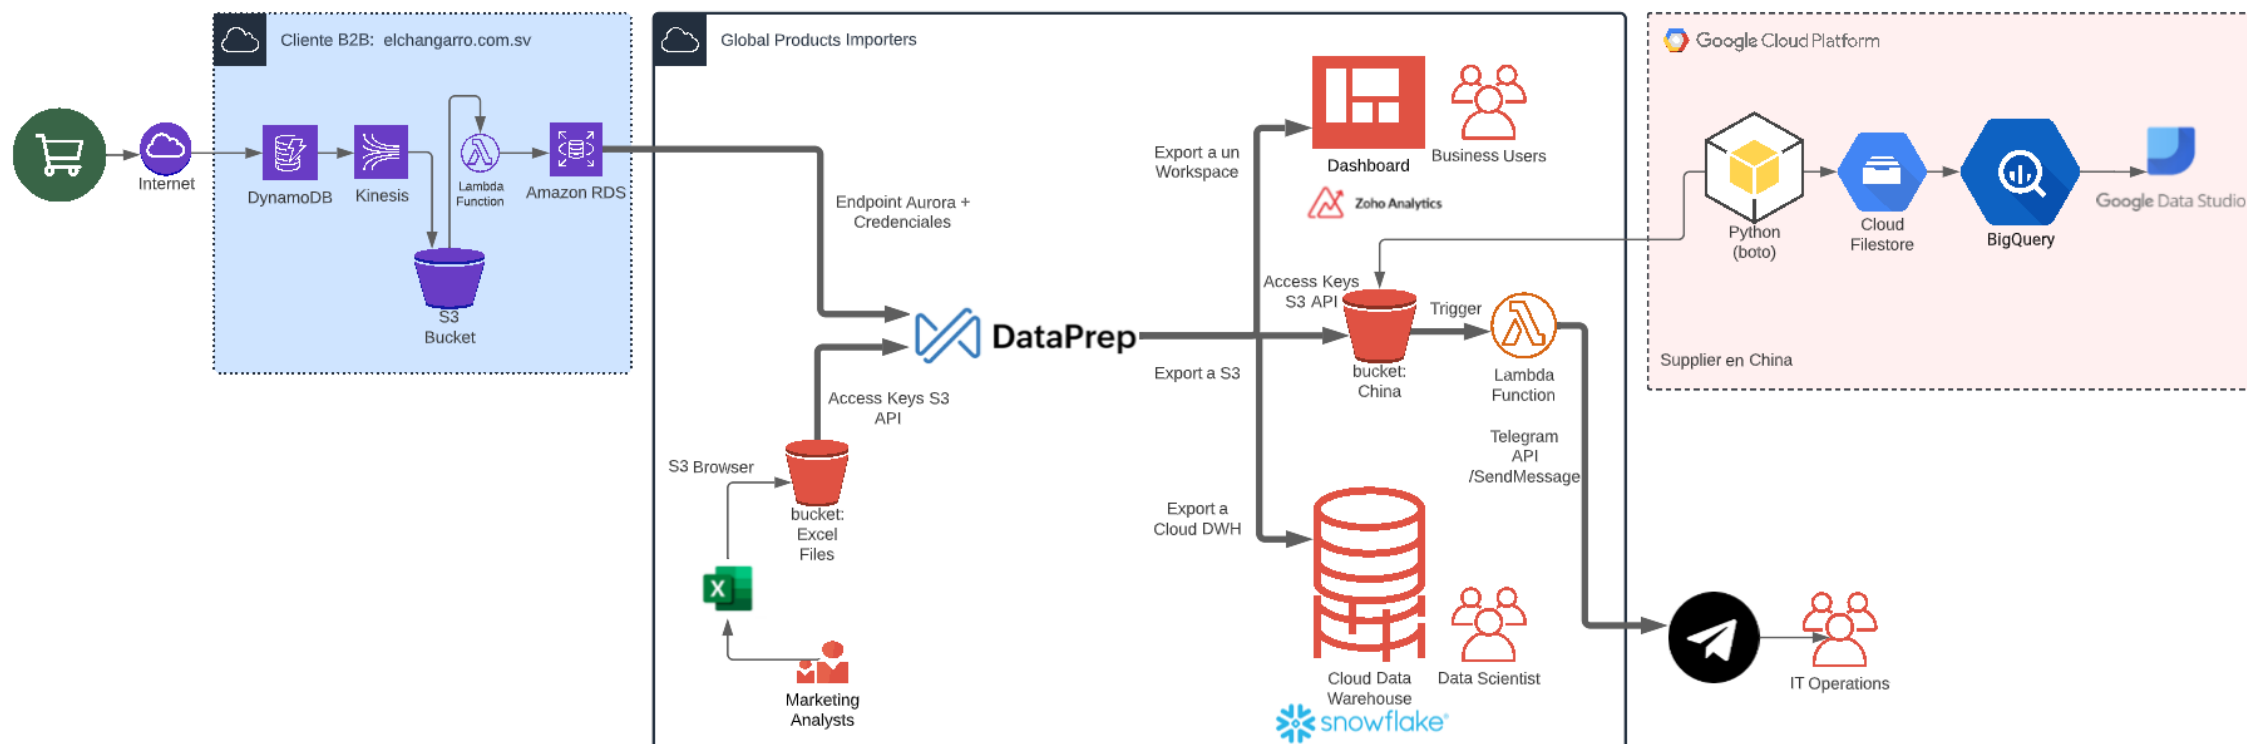 Cliente B2B: elchangarro.com.sv
Internet
DynamoDB
Kinesis
Lambda
Function
Amazon RDS
S3
Bucket
Global Products Importers
Endpoint Aurora +
Credenciales
DataPrep
Access Keys S3
API
S3 Browser
bucket:
Excel
Files
X
Marketing
Analysts
Export a un
Workspace
Dashboard
Business Users
Zoho Analytics
Export a S3
Access Keys
S3 API
bucket:
China
Trigger
Lambda
Function
Telegram
API
/SendMessage
Export a
Cloud DWH
Cloud Data
Warehouse
snowflake®
Data Scientist
IT Operations
Google Cloud Platform
Python
(boto)
Cloud
Filestore
BigQuery
Google Data Studio
Supplier en China